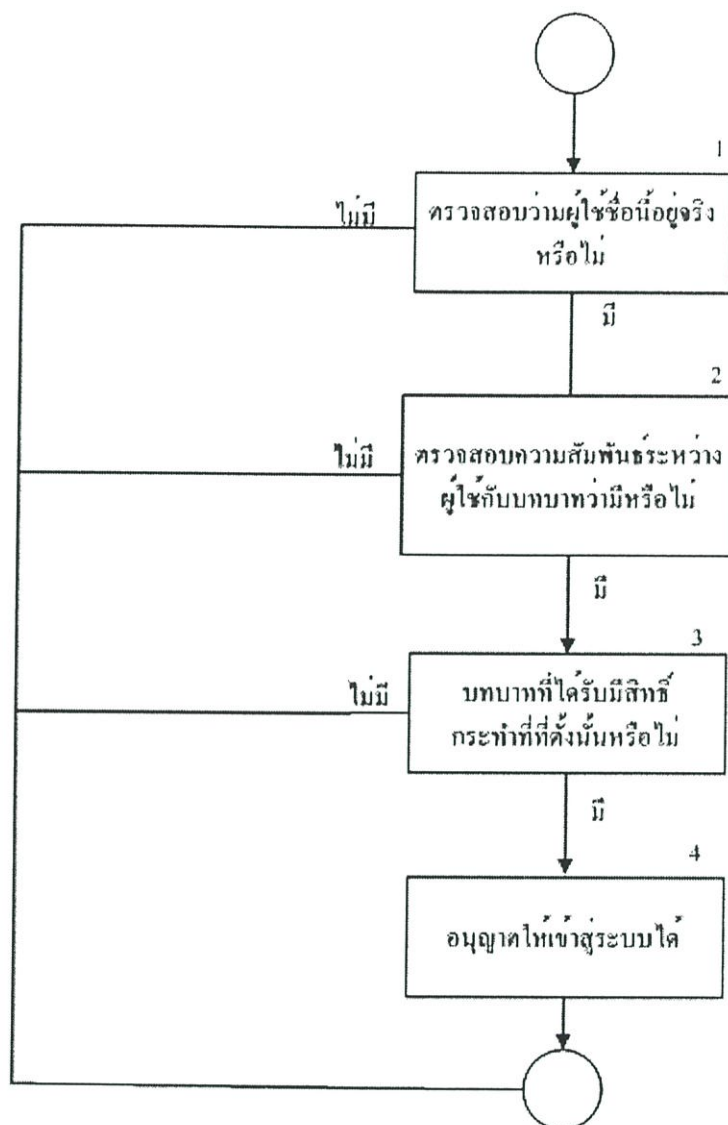 1
ไม่มี
ตรวจสอบว่ามผู้ใช้ชื่อนี้อยู่จริง
หรือไม่
มี
2
ไม่มี
ตรวจสอบความสัมพันธ์ระหว่าง
ผู้ใช้กับบทบาทว่ามีหรือไม่
มี
3
ไม่มี
บทบาทที่ได้รับมีสิทธิ์
กระทำที่ที่ตั้งนั้นหรือไม่
มี
4
อนุญาตให้เข้าสู่ระบบได้